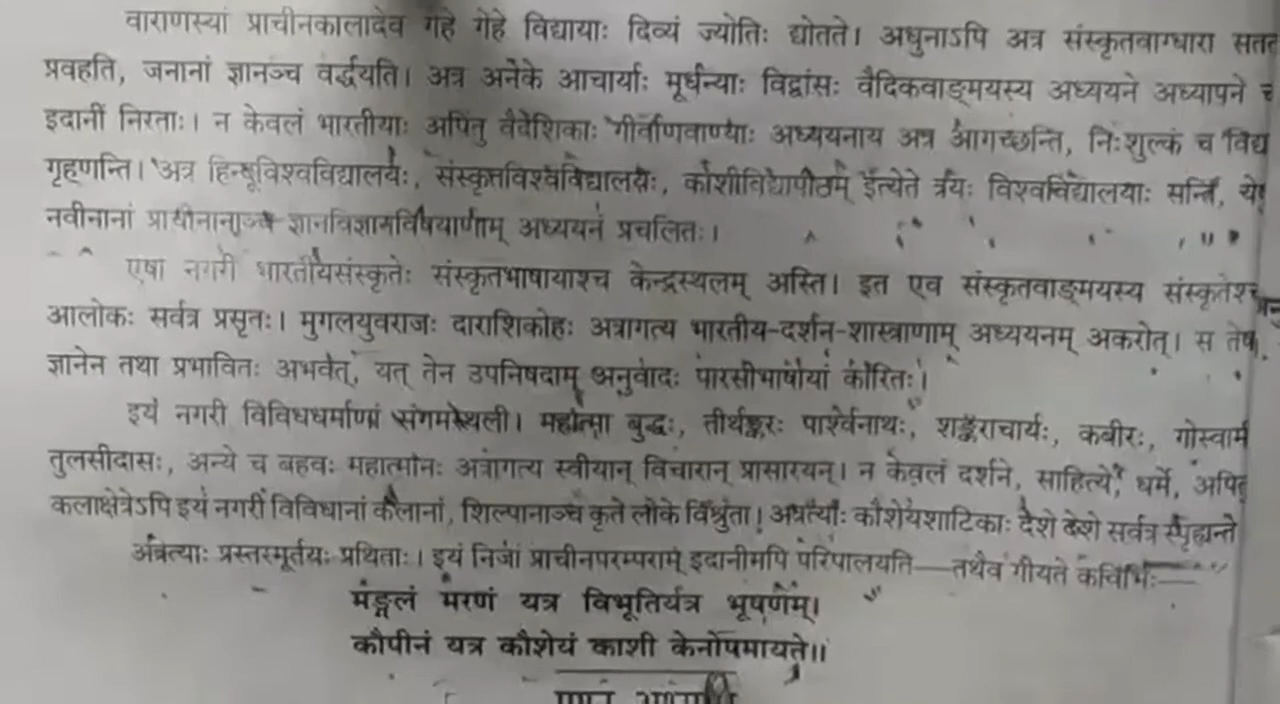 वाराणस्यां प्राचीनकालादेव गेहे गेहे विद्यायाः दिव्यं ज्योतिः द्योतते। अधुनाऽपि अत्र संस्कृतवाग्धारा सतत
प्रवहति, जनानां ज्ञानञ्च वर्द्धयति। अत्र अनेके आचार्याः मूर्धन्याः विद्वांसः वैदिकवाङ्मयस्य अध्ययने अध्यापने च
इदानीं निरताः। न केवलं भारतीयाः अपितु वैदेशिकाः गीर्वाणवाण्याः अध्ययनाय अत्र आगच्छन्ति, निःशुल्कं च विद्य
गृह्णन्ति। अत्र हिन्दूविश्वविद्यालयः, संस्कृतविश्वविद्यालयः, काशीविद्यापीठम् इत्येते त्रयः विश्वविद्यालयाः सन्ति,
नवीनानां प्राचीनानाञ्च ज्ञानविज्ञानविषयाणाम् अध्ययनं प्रचलितः।
एषा नगरी भारतीयसंस्कृतेः संस्कृतभाषायाश्च केन्द्रस्थलम् अस्ति। इत एव संस्कृतवाङ्मयस्य संस्कृतेश्च
आलोकः सर्वत्र प्रसृतः। मुगलयुवराजः दाराशिकोहः अत्रागत्य भारतीय-दर्शन-शास्त्राणाम् अध्ययनम् अकरोत्। स तेषां
ज्ञानेन तथा प्रभावितः अभवत्, यत् तेन उपनिषदाम् अनुवादः पारसीभाषायां कारितः।
इयं नगरी विविधधर्माणां संगमस्थली। महात्मा बुद्धः, तीर्थङ्करः पार्श्वनाथः, शङ्कराचार्यः, कबीरः, गोस्वामी
तुलसीदासः, अन्ये च बहवः महात्मानः अत्रागत्य स्वीयान् विचारान् प्रासारयन्। न केवलं दर्शने, साहित्ये, धर्मे, अपितु
कलाक्षेत्रेऽपि इयं नगरी विविधानां कलानां, शिल्पानाञ्च कृते लोके विश्रुता। अत्रत्याः कौशेयशाटिकाः देशे देशे सर्वत्र स्पृह्यन्ते
अत्रत्याः प्रस्तरमूर्तयः प्रथिताः। इयं निजां प्राचीनपरम्पराम् इदानीमपि परिपालयति—तथैव गीयते कविभिः—
मङ्गलं मरणं यत्र विभूतिर्यत्र भूषणम्।
कौपीनं यत्र कौशेयं काशी केनोपमीयते॥